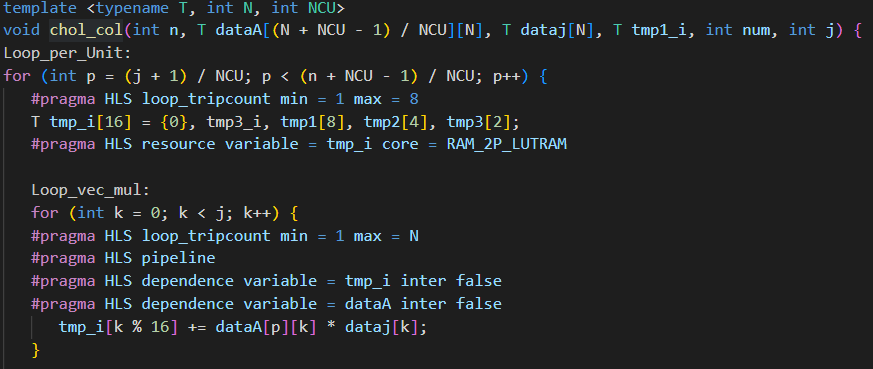 template <typename T, int N, int NCU>
void chol_col(int n, T dataA[(N + NCU - 1) / NCU][N], T dataj[N], T tmp1_i, int num, int j) {
Loop_per_Unit:
for (int p = (j + 1) / NCU; p < (n + NCU - 1) / NCU; p++) {
    #pragma HLS loop_tripcount min = 1 max = 8
    T tmp_i[16] = {0}, tmp3_i, tmp1[8], tmp2[4], tmp3[2];
    #pragma HLS resource variable = tmp_i core = RAM_2P_LUTRAM

    Loop_vec_mul:
    for (int k = 0; k < j; k++) {
    #pragma HLS loop_tripcount min = 1 max = N
    #pragma HLS pipeline
    #pragma HLS dependence variable = tmp_i inter false
    #pragma HLS dependence variable = dataA inter false
        tmp_i[k % 16] += dataA[p][k] * dataj[k];
    }